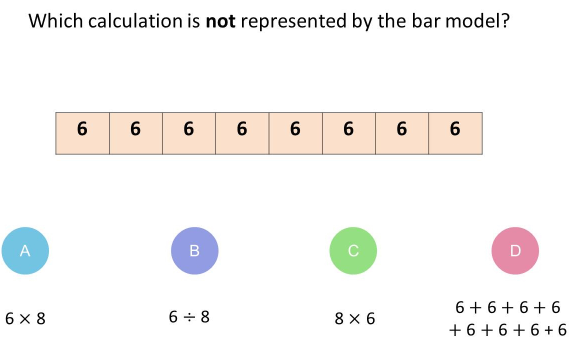 Which calculation is not represented by the bar model?
6 6 6 6 6 6 6 6
A B C D
6 × 8
6 ÷ 8
8 × 6
6 + 6 + 6 + 6
+ 6 + 6 + 6 + 6